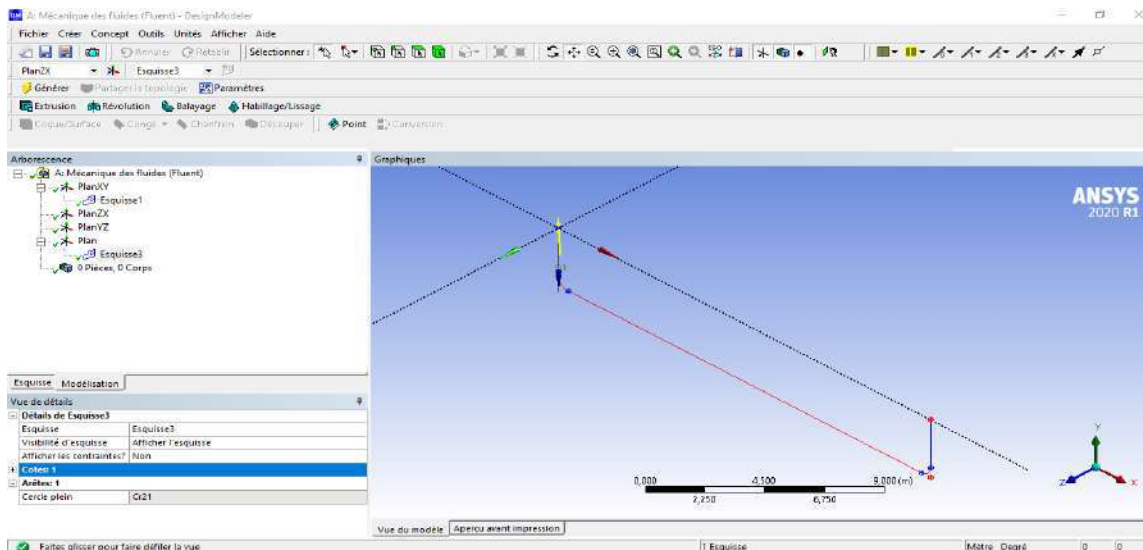 A: Mécanique des fluides (Fluent) - DesignModeler
Fichier Créer Concept Outils Unités Afficher Aide
Annuler Rétablir Sélectionner:
PlanZX Esquisse3
Générer Partager la topologie Paramètres
Extrusion Révolution Balayage Habillage/Lissage
Coque/Surface Congé Chanfrein Découper Point Conversion
Arborescence
A: Mécanique des fluides (Fluent)
PlanXY
Esquisse1
PlanZX
PlanYZ
Plan
Esquisse3
0 Pièces, 0 Corps
Esquisse Modélisation
Vue de détails
Détails de Esquisse3
Esquisse Esquisse3
Visibilité d'esquisse Afficher l'esquisse
Afficher les contraintes? Non
Cotes: 1
Arêtes: 1
Cercle plein Cr21
Graphiques
ANSYS
2020 R1
0,000 4,500 9,000 (m)
2,250 6,750
Y
Z X
Vue du modèle Aperçu avant impression
Faites glisser pour faire défiler la vue 1 Esquisse Mètre Degré 0 0